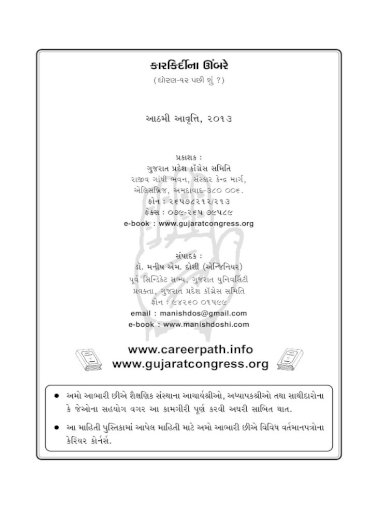 કારકિર્દીના ઊંબરે
(ધોરણ-૧૨ પછી શું ?)
આઠમી આવૃત્તિ, ૨૦૧૩
પ્રકાશક :
ગુજરાત પ્રદેશ કોંગ્રેસ સમિતિ
રાજીવ ગાંધી ભવન, સંસ્કાર કેન્દ્ર માર્ગ,
એલિસબ્રિજ, અમદાવાદ-૩૮૦ ૦૦૬.
ફોન : ૨૬૫૭૮૨૧૨/૨૧૩
ફેક્સ : ૦૭૯-૨૬૫ ૭૭૫૮૯
e-book : www.gujaratcongress.org
સંપાદક :
ડૉ. મનીષ એમ. દોશી (એન્જિનિયર)
પૂર્વ સિન્ડિકેટ સભ્ય, ગુજરાત યુનિવર્સિટી
પ્રવક્તા, ગુજરાત પ્રદેશ કોંગ્રેસ સમિતિ
ફોન : ૯૪૨૬૦ ૦૧૫૯૯
email : manishdos@gmail.com
e-book : www.manishdoshi.com
www.careerpath.info
www.gujaratcongress.org
• અમો આભારી છીએ શૈક્ષણિક સંસ્થાના આચાર્યશ્રીઓ, અધ્યાપકશ્રીઓ તથા સાથીદારોના
કે જેઓના સહયોગ વગર આ કામગીરી પૂર્ણ કરવી અઘરી સાબિત થાત.
• આ માહિતી પુસ્તિકામાં આપેલ માહિતી માટે અમો આભારી છીએ વિવિધ વર્તમાનપત્રોના
કેરિયર કોર્નર્સ.